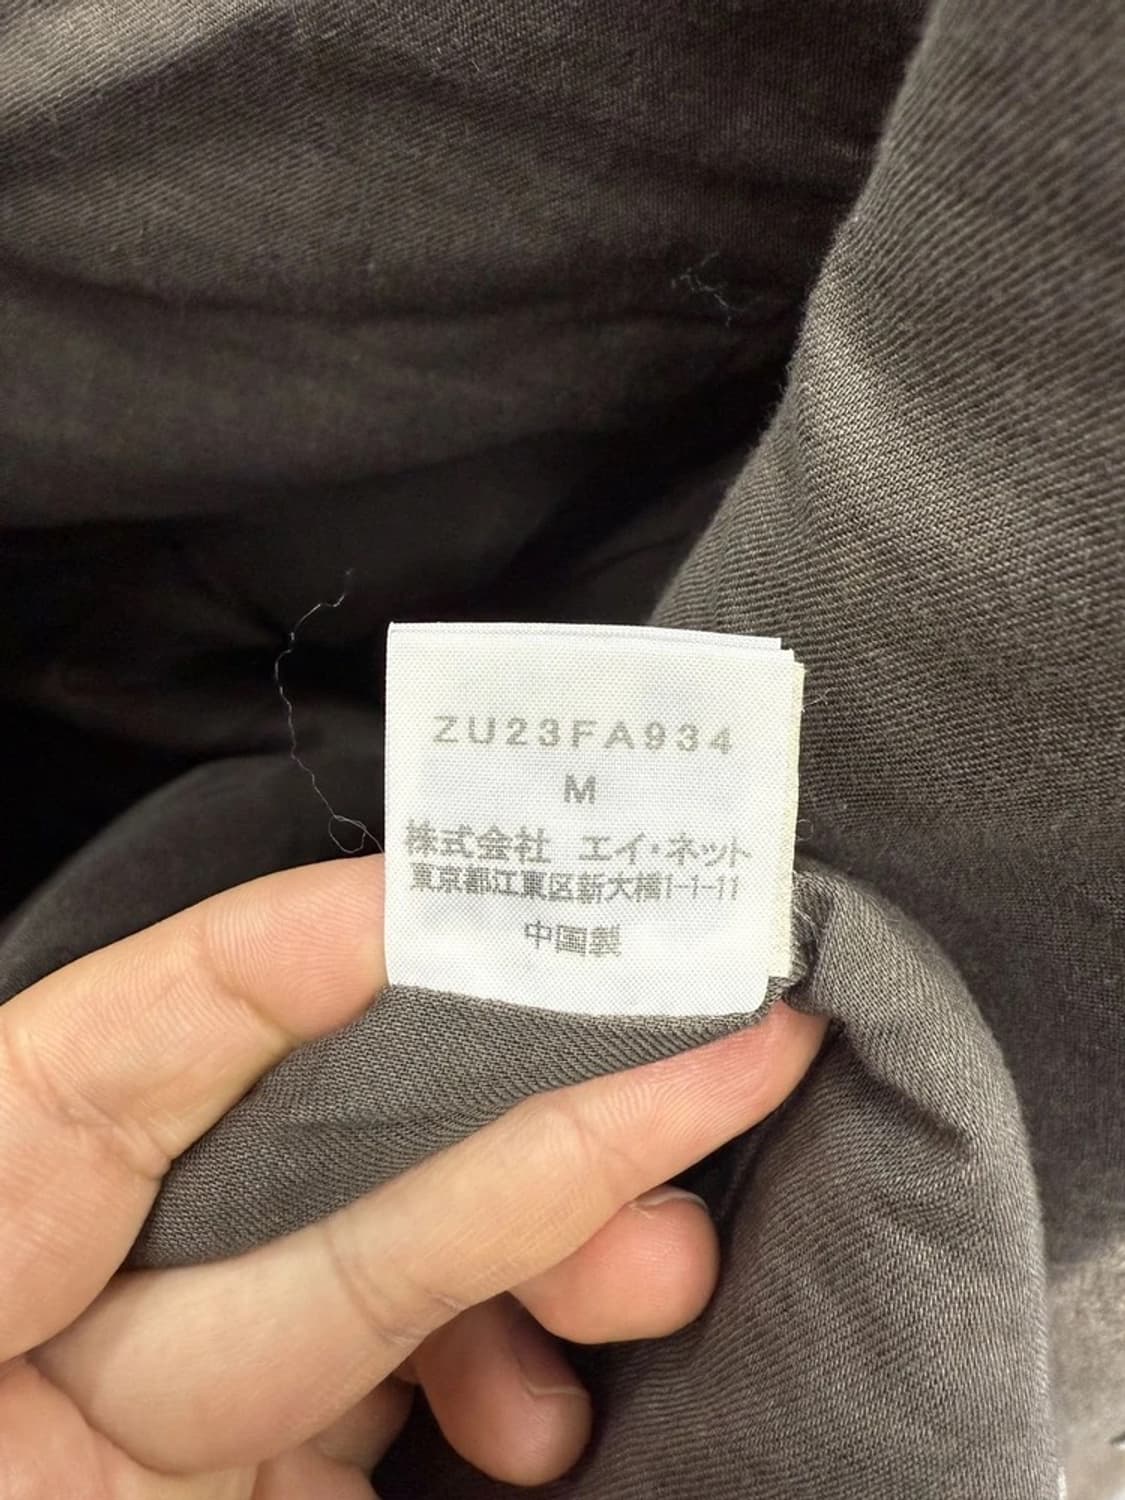 ZU23FA934
M
株式会社 エイ・ネット
東京都江東区新大橋1-1-11
中国製